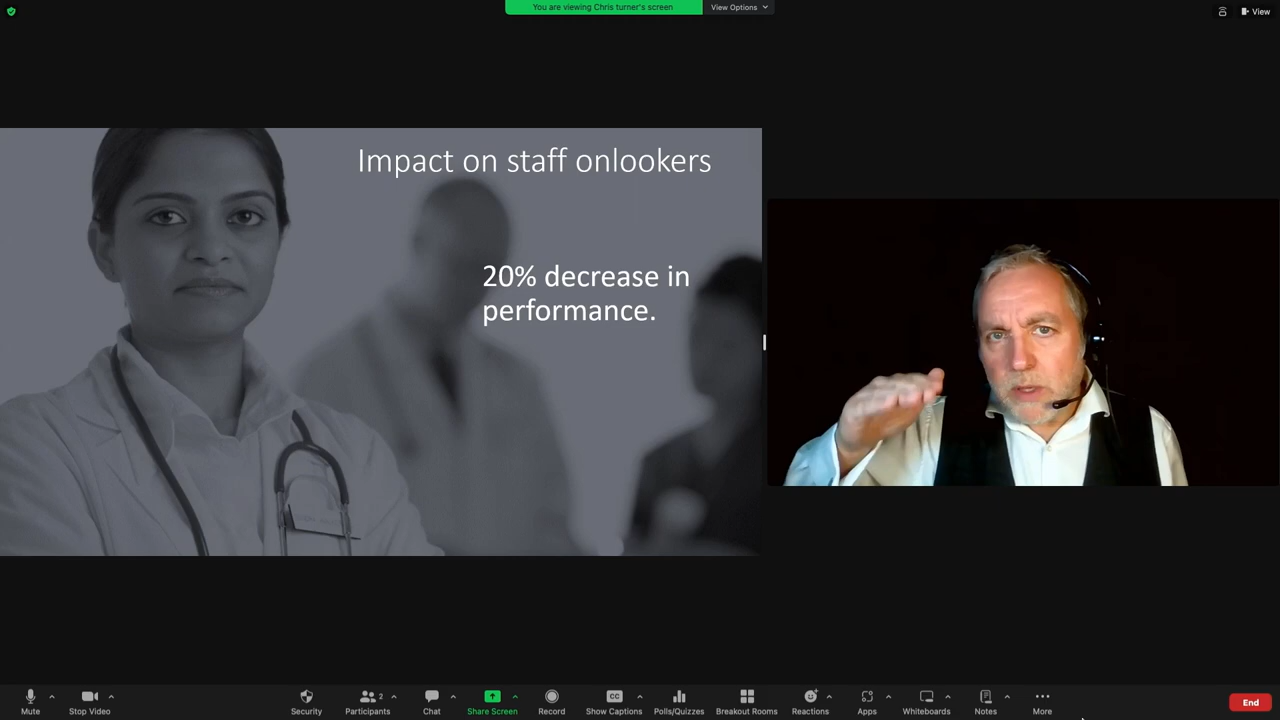 You are viewing Chris turner's screen
View Options
View
Impact on staff onlookers
20% decrease in
performance.
Mute
Stop Video
Security
2
Participants
Chat
Share Screen
Record
CC
Show Captions
Polls/Quizzes
Breakout Rooms
Reactions
Apps
Whiteboards
Notes
More
End